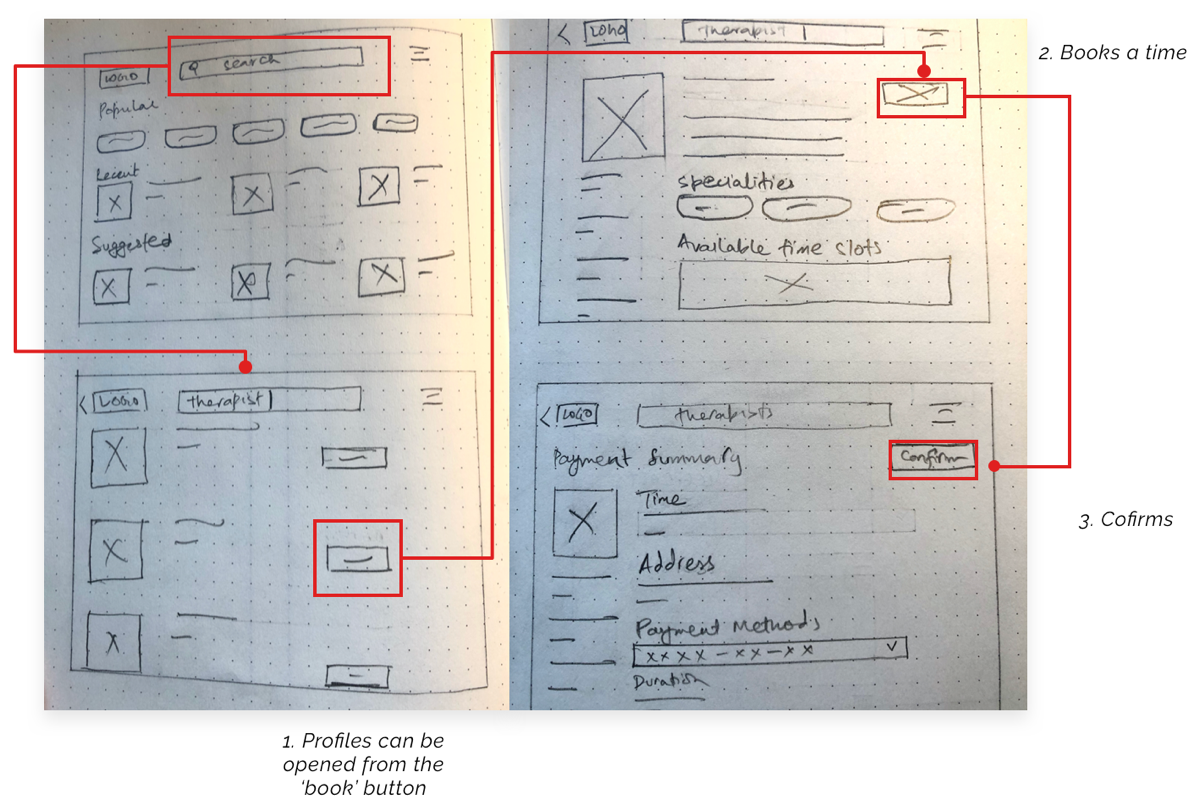 LOGO
search
Popular
Recent
Suggested
LOGO
therapist
LOGO
therapist
specialities
Available time slots
LOGO
therapists
Payment Summary
Confirm
Time
Address
Payment Methods
xxxx-xx-xx
Duration
1. Profiles can be
opened from the
‘book’ button
2. Books a time
3. Cofirms